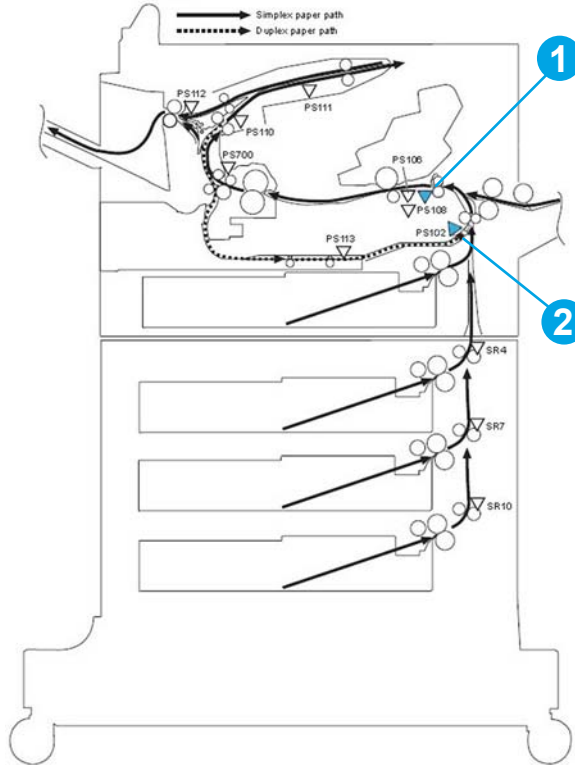 Simplex paper path
Duplex paper path
1
PS112
PS111
PS110
PS700
PS106
PS108
PS102
PS113
2
SR4
SR7
SR10